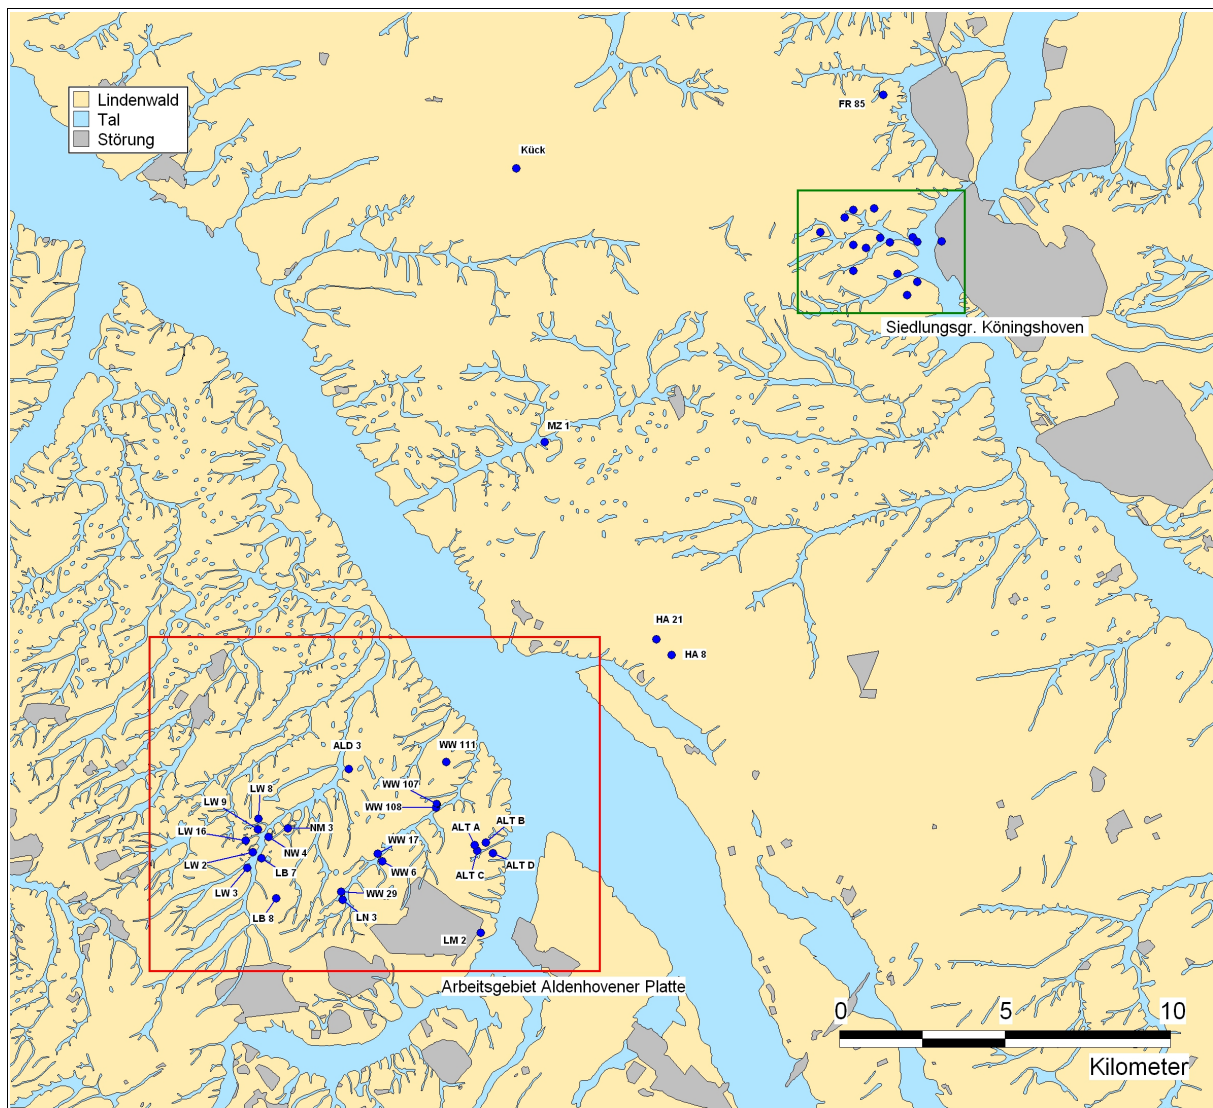 Lindenwald
Tal
Störung
FR 85
Kück
Siedlungsgr. Köningshoven
MZ 1
HA 21
HA 8
ALD 3
WW 111
WW 107
WW 108
LW 8
LW 9
LW 16
NM 3
NW 4
LW 2
LB 7
LW 3
LB 8
WW 17
WW 6
WW 29
LN 3
ALT A
ALT B
ALT C
ALT D
LM 2
Arbeitsgebiet Aldenhovener Platte
0 5 10
Kilometer